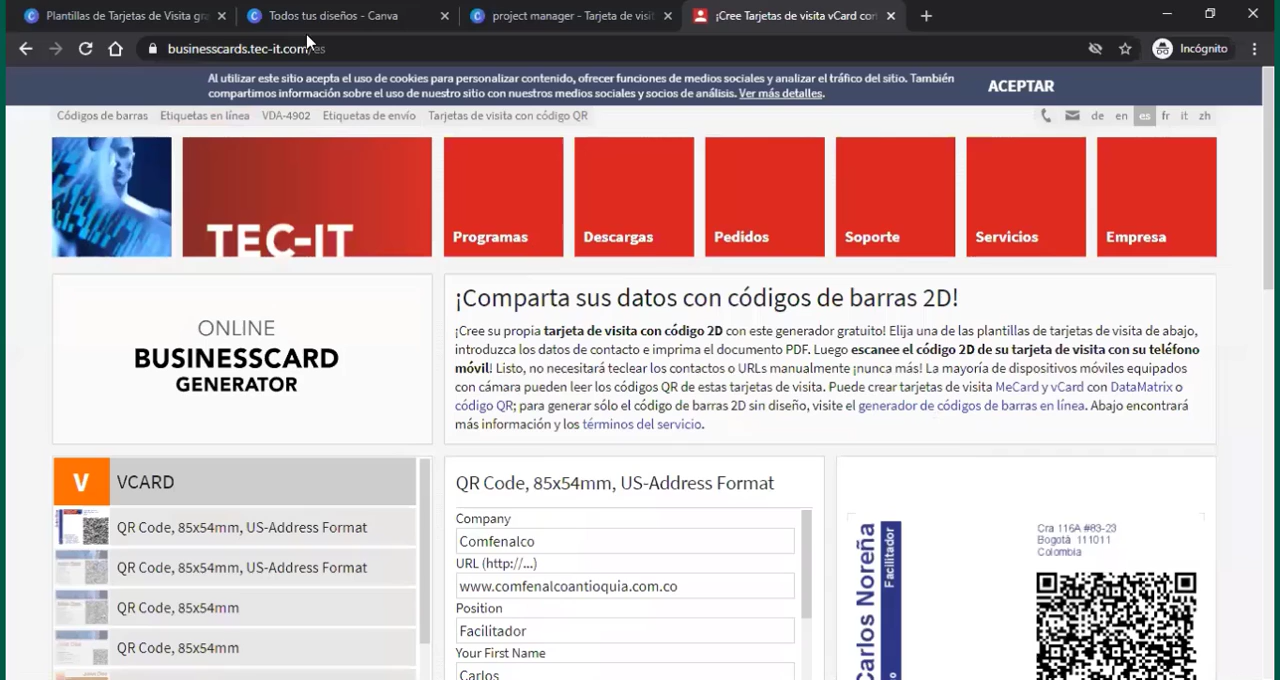 Plantillas de Tarjetas de Visita gra
Todos tus diseños - Canva
project manager - Tarjeta de visit
¡Cree Tarjetas de visita vCard con
businesscards.tec-it.com/es
Incógnito
Al utilizar este sitio acepta el uso de cookies para personalizar contenido, ofrecer funciones de medios sociales y analizar el tráfico del sitio. También
compartimos información sobre el uso de nuestro sitio con nuestros medios sociales y socios de análisis. Ver más detalles.
ACEPTAR
Códigos de barras Etiquetas en línea VDA-4902 Etiquetas de envío Tarjetas de visita con código QR
de en es fr it zh
TEC-IT
Programas
Descargas
Pedidos
Soporte
Servicios
Empresa
ONLINE
BUSINESSCARD
GENERATOR
¡Comparta sus datos con códigos de barras 2D!
¡Cree su propia tarjeta de visita con código 2D con este generador gratuito! Elija una de las plantillas de tarjetas de visita de abajo,
introduzca los datos de contacto e imprima el documento PDF. Luego escanee el código 2D de su tarjeta de visita con su teléfono
móvil! Listo, no necesitará teclear los contactos o URLs manualmente ¡nunca más! La mayoría de dispositivos móviles equipados
con cámara pueden leer los códigos QR de estas tarjetas de visita. Puede crear tarjetas de visita MeCard y vCard con DataMatrix o
código QR; para generar sólo el código de barras 2D sin diseño, visite el generador de códigos de barras en línea. Abajo encontrará
más información y los términos del servicio.
V VCARD
QR Code, 85x54mm, US-Address Format
QR Code, 85x54mm, US-Address Format
QR Code, 85x54mm
QR Code, 85x54mm
QR Code, 85x54mm, US-Address Format
Company
Comfenalco
URL (http://...)
www.comfenalcoantioquia.com.co
Position
Facilitador
Your First Name
Carlos
Carlos Noreña
Facilitador
Cra 116A #83-23
Bogotà 111011
Colombia